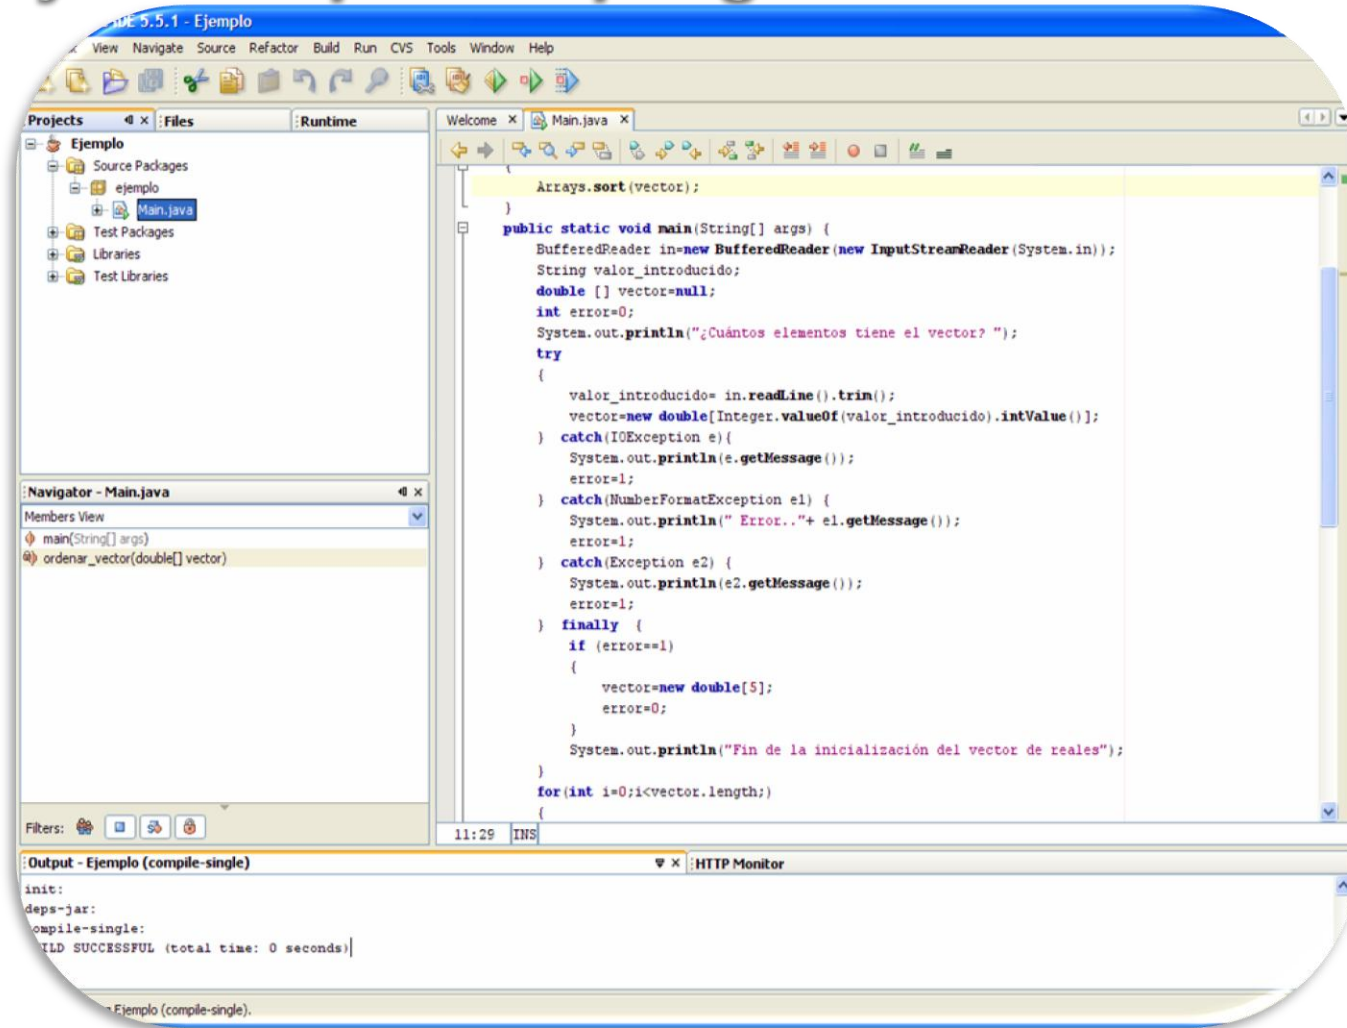 5.5.1 - Ejemplo
View Navigate Source Refactor Build Run CVS Tools Window Help
Projects Files Runtime
Welcome Main.java
Ejemplo
Source Packages
ejemplo
Main.java
Test Packages
Libraries
Test Libraries
Navigator - Main.java
Members View
main(String[] args)
ordenar_vector(double[] vector)
Filters:
{
Arrays.sort(vector);
}
public static void main(String[] args) {
BufferedReader in=new BufferedReader(new InputStreamReader(System.in));
String valor_introducido;
double [] vector=null;
int error=0;
System.out.println("¿Cuántos elementos tiene el vector? ");
try
{
valor_introducido= in.readLine().trim();
vector=new double[Integer.valueOf(valor_introducido).intValue()];
} catch(IOException e){
System.out.println(e.getMessage());
error=1;
} catch(NumberFormatException e1) {
System.out.println(" Error.."+ e1.getMessage());
error=1;
} catch(Exception e2) {
System.out.println(e2.getMessage());
error=1;
} finally {
if (error==1)
{
vector=new double[5];
error=0;
}
System.out.println("Fin de la inicialización del vector de reales");
}
for(int i=0;i<vector.length;)
{
11:29 INS
Output - Ejemplo (compile-single) HTTP Monitor
init:
deps-jar:
ompile-single:
ILD SUCCESSFUL (total time: 0 seconds)
Ejemplo (compile-single).